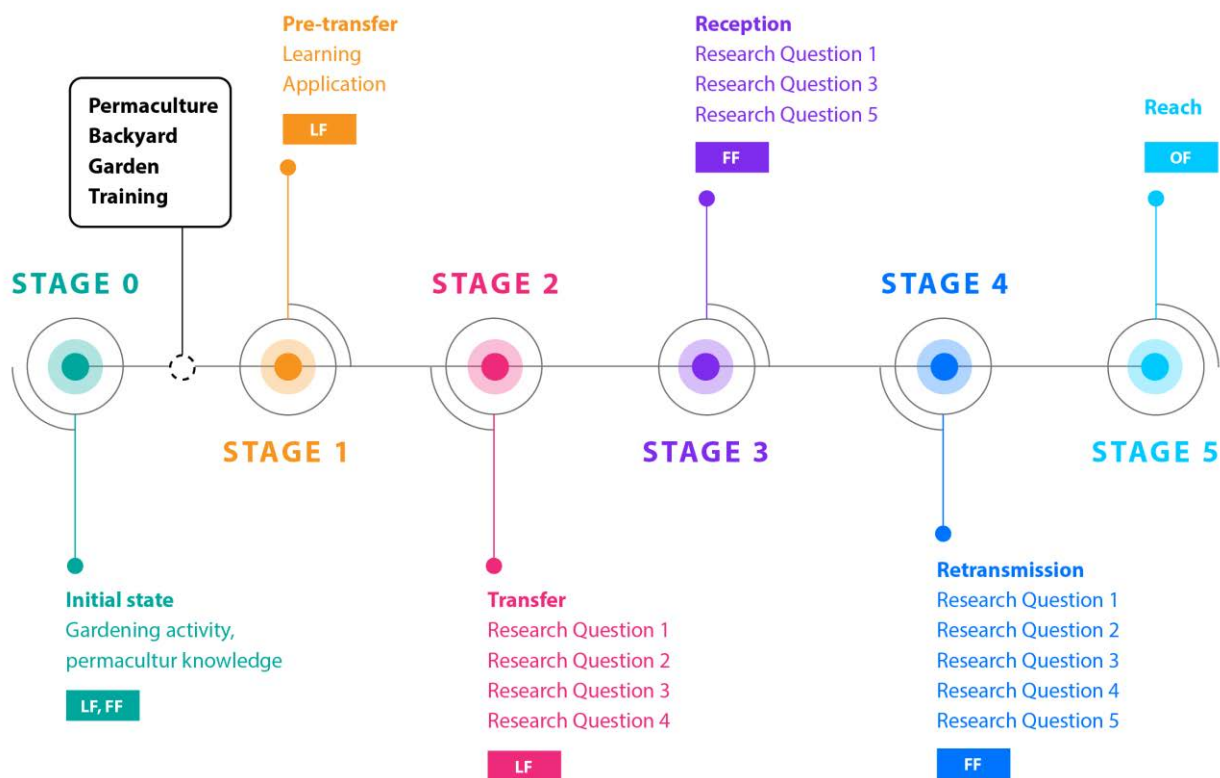 Pre-transfer
Learning
Application
LF
Reception
Research Question 1
Research Question 3
Research Question 5
FF
Reach
OF
Permaculture
Backyard
Garden
Training
STAGE 0
STAGE 2
STAGE 4
STAGE 1
STAGE 3
STAGE 5
Initial state
Gardening activity,
permacultur knowledge
LF, FF
Transfer
Research Question 1
Research Question 2
Research Question 3
Research Question 4
LF
Retransmission
Research Question 1
Research Question 2
Research Question 3
Research Question 4
Research Question 5
FF